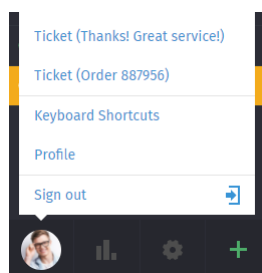 Ticket (Thanks! Great service!)
Ticket (Order 887956)
Keyboard Shortcuts
Profile
Sign out